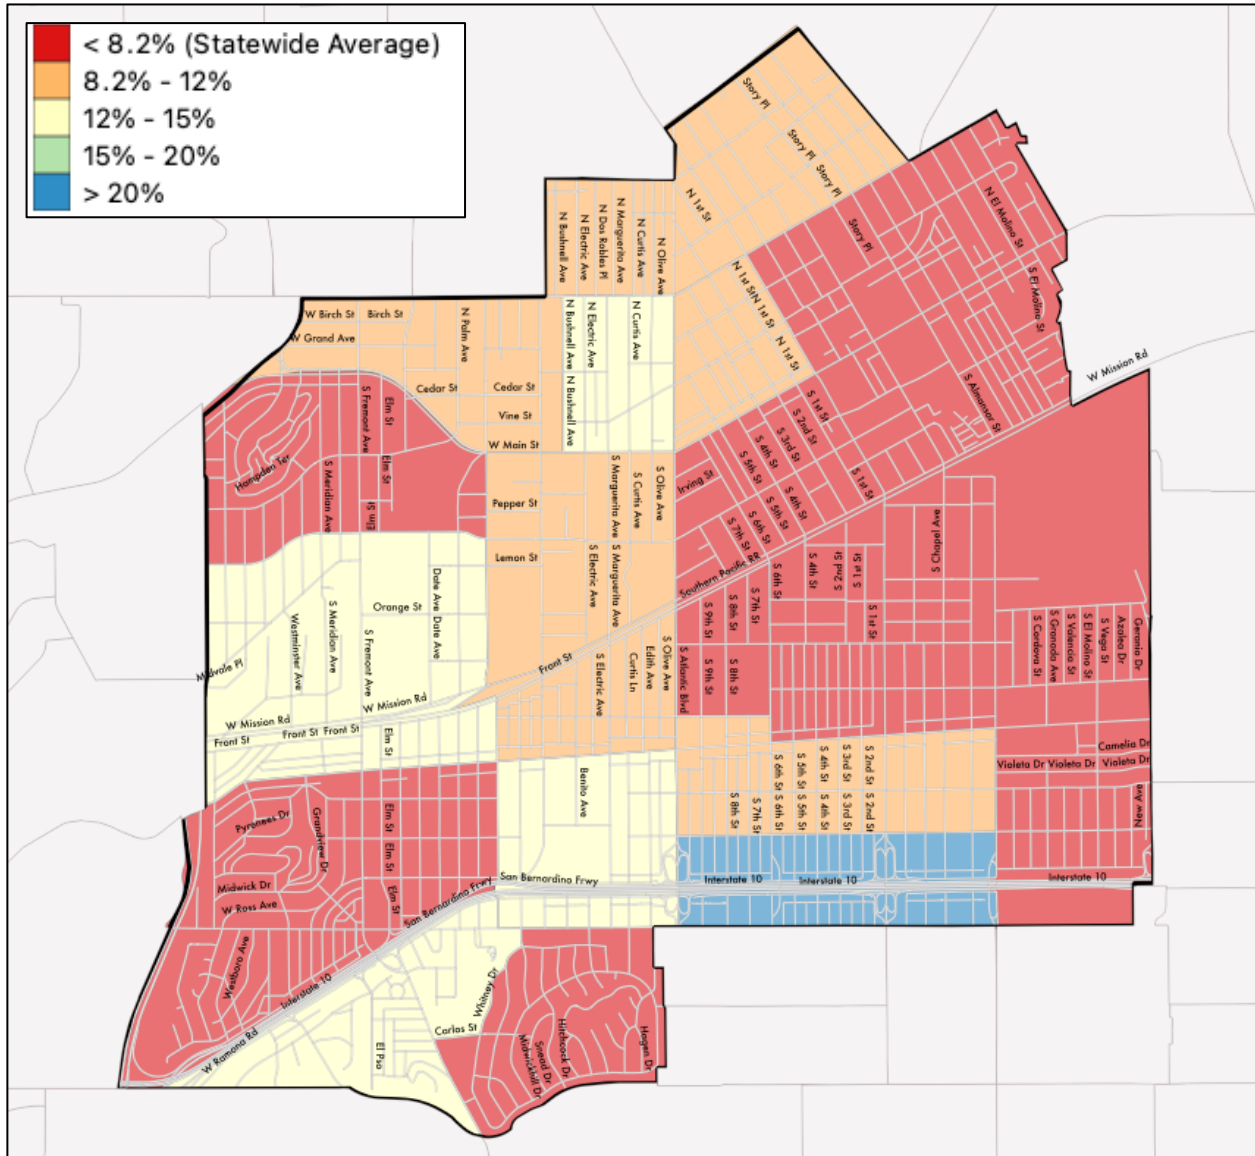 < 8.2% (Statewide Average)
8.2% - 12%
12% - 15%
15% - 20%
> 20%
Story Pl
Story Pl
Story Pl
N 1st St
Story Pl
N El Molino St
S El Molino St
N Bushnell Ave
N Electric Ave
N Dos Robles Pl
N Marguerita Ave
N Curtis Ave
N Olive Ave
N 1st St
N 1st St
N 1st St
W Birch St
Birch St
W Grand Ave
N Palm Ave
N Bushnell Ave
N Electric Ave
N Curtis Ave
N Bushnell Ave
W Mission Rd
Cedar St
Cedar St
Vine St
W Main St
S Fremont Ave
Elm St
Elm St
Elm St
Hampden Ter
S Meridian Ave
S Almansor St
S 1st St
S 2nd St
S 3rd St
S 4th St
S 5th St
Irving St
S 1st St
S 4th St
S 5th St
S 6th St
S 7th St
S Marguerita Ave
S Curtis Ave
S Olive Ave
Pepper St
Lemon St
S Electric Ave
S Marguerita Ave
Southern Pacific RR
S 6th St
S 4th St
S 2nd St
S 1st St
S Chapel Ave
S 1st St
S 9th St
S 8th St
S 7th St
Date Ave
Date Ave
Orange St
Westminster Ave
S Meridian Ave
S Fremont Ave
Midvale Pl
W Mission Rd
W Mission Rd
Front St
Front St
Front St
Elm St
Front St
S Electric Ave
Curtis Ln
Edith Ave
S Olive Ave
S Atlantic Blvd
S 9th St
S 8th St
S Cordova St
S Granada Ave
S Valencia St
S El Molino St
S Vega St
Azalea Dr
Geranio Dr
Camelia Dr
Violeta Dr
Violeta Dr
Violeta Dr
New Ave
Benito Ave
S 6th St
S 5th St
S 4th St
S 3rd St
S 2nd St
S 8th St
S 7th St
S 6th St
S 5th St
S 4th St
S 3rd St
S 2nd St
Pyrenees Dr
Grandview Dr
Elm St
Elm St
Elm St
Midwick Dr
W Ross Ave
San Bernardino Frwy
San Bernardino Frwy
Interstate 10
Interstate 10
Interstate 10
Westboro Ave
Interstate 10
W Ramona Rd
Whitney Dr
Carlos St
El Pso
Midwickhill Dr
Snead Dr
Hitchcock Dr
Hogan Dr